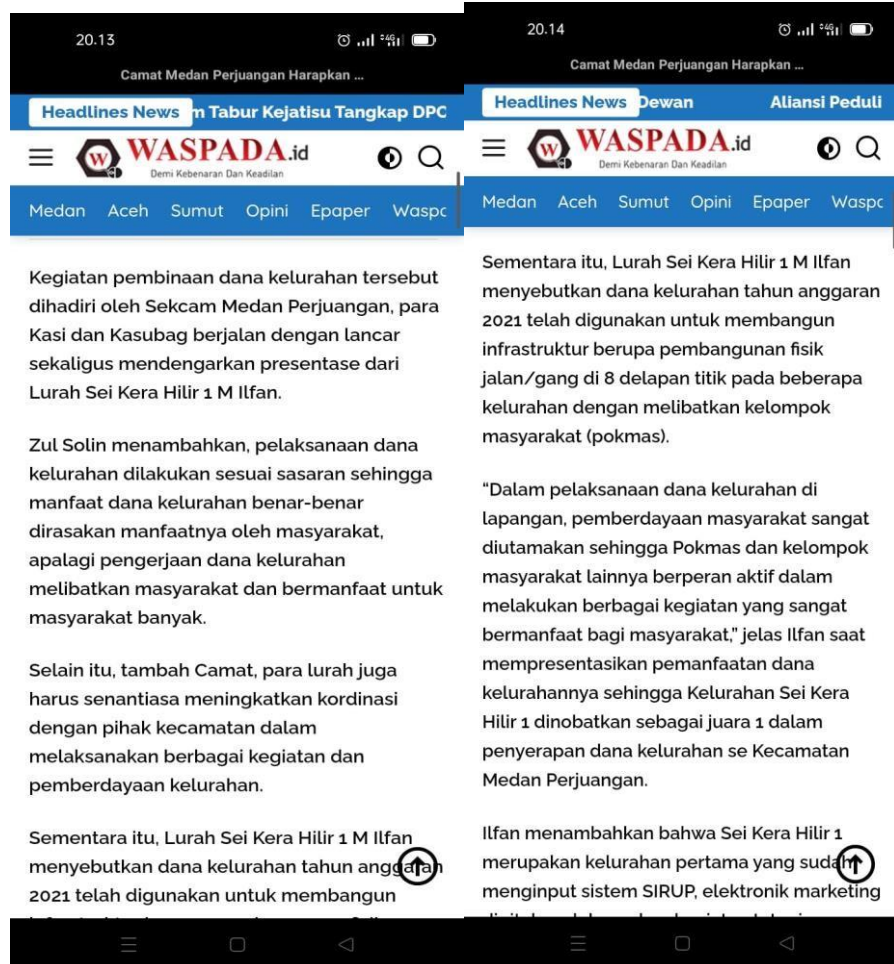 20.13
Camat Medan Perjuangan Harapkan ...
Headlines News m Tabur Kejatisu Tangkap DPO
WASPADA.id
Demi Kebenaran Dan Keadilan
Medan Aceh Sumut Opini Epaper Waspa
Kegiatan pembinaan dana kelurahan tersebut
dihadiri oleh Sekcam Medan Perjuangan, para
Kasi dan Kasubag berjalan dengan lancar
sekaligus mendengarkan presentase dari
Lurah Sei Kera Hilir 1 M Ilfan.
Zul Solin menambahkan, pelaksanaan dana
kelurahan dilakukan sesuai sasaran sehingga
manfaat dana kelurahan benar-benar
dirasakan manfaatnya oleh masyarakat,
apalagi pengerjaan dana kelurahan
melibatkan masyarakat dan bermanfaat untuk
masyarakat banyak.
Selain itu, tambah Camat, para lurah juga
harus senantiasa meningkatkan kordinasi
dengan pihak kecamatan dalam
melaksanakan berbagai kegiatan dan
pemberdayaan kelurahan.
Sementara itu, Lurah Sei Kera Hilir 1 M Ilfan
menyebutkan dana kelurahan tahun anggaran
2021 telah digunakan untuk membangun
20.14
Camat Medan Perjuangan Harapkan ...
Headlines News Dewan Aliansi Peduli
WASPADA.id
Demi Kebenaran Dan Keadilan
Medan Aceh Sumut Opini Epaper Waspa
Sementara itu, Lurah Sei Kera Hilir 1 M Ilfan
menyebutkan dana kelurahan tahun anggaran
2021 telah digunakan untuk membangun
infrastruktur berupa pembangunan fisik
jalan/gang di 8 delapan titik pada beberapa
kelurahan dengan melibatkan kelompok
masyarakat (pokmas).
“Dalam pelaksanaan dana kelurahan di
lapangan, pemberdayaan masyarakat sangat
diutamakan sehingga Pokmas dan kelompok
masyarakat lainnya berperan aktif dalam
melakukan berbagai kegiatan yang sangat
bermanfaat bagi masyarakat,” jelas Ilfan saat
mempresentasikan pemanfaatan dana
kelurahannya sehingga Kelurahan Sei Kera
Hilir 1 dinobatkan sebagai juara 1 dalam
penyerapan dana kelurahan se Kecamatan
Medan Perjuangan.
Ilfan menambahkan bahwa Sei Kera Hilir 1
merupakan kelurahan pertama yang sudah
menginput sistem SIRUP, elektronik marketing